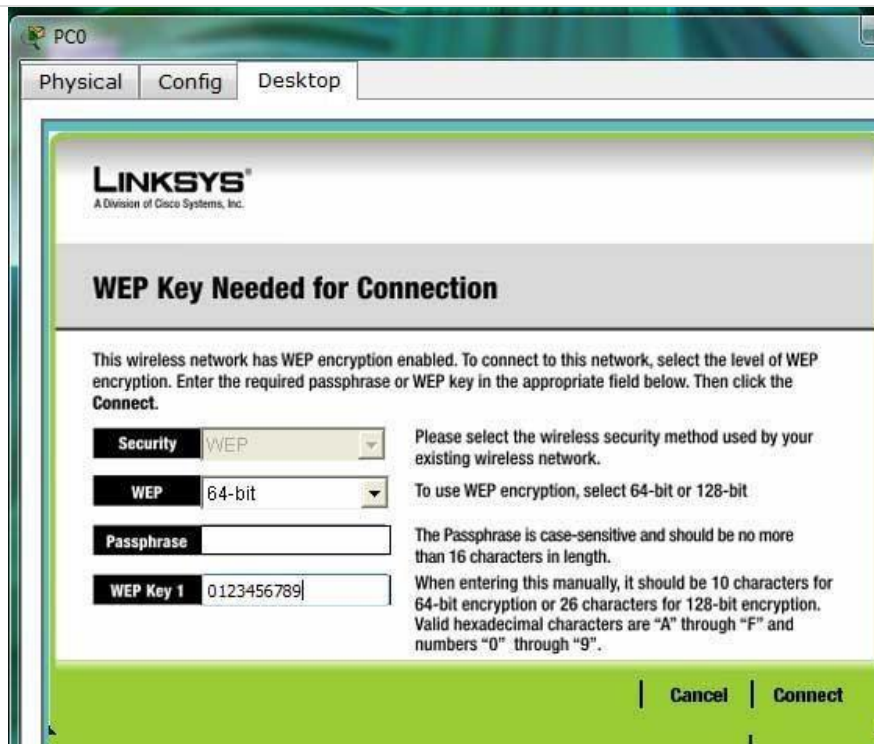 PC0
Physical Config Desktop
LINKSYS®
A Division of Cisco Systems, Inc.
WEP Key Needed for Connection
This wireless network has WEP encryption enabled. To connect to this network, select the level of WEP
encryption. Enter the required passphrase or WEP key in the appropriate field below. Then click the
Connect.
Security WEP Please select the wireless security method used by your
existing wireless network.
WEP 64-bit To use WEP encryption, select 64-bit or 128-bit
Passphrase The Passphrase is case-sensitive and should be no more
than 16 characters in length.
WEP Key 1 0123456789 When entering this manually, it should be 10 characters for
64-bit encryption or 26 characters for 128-bit encryption.
Valid hexadecimal characters are "A" through "F" and
numbers "0" through "9".
Cancel Connect